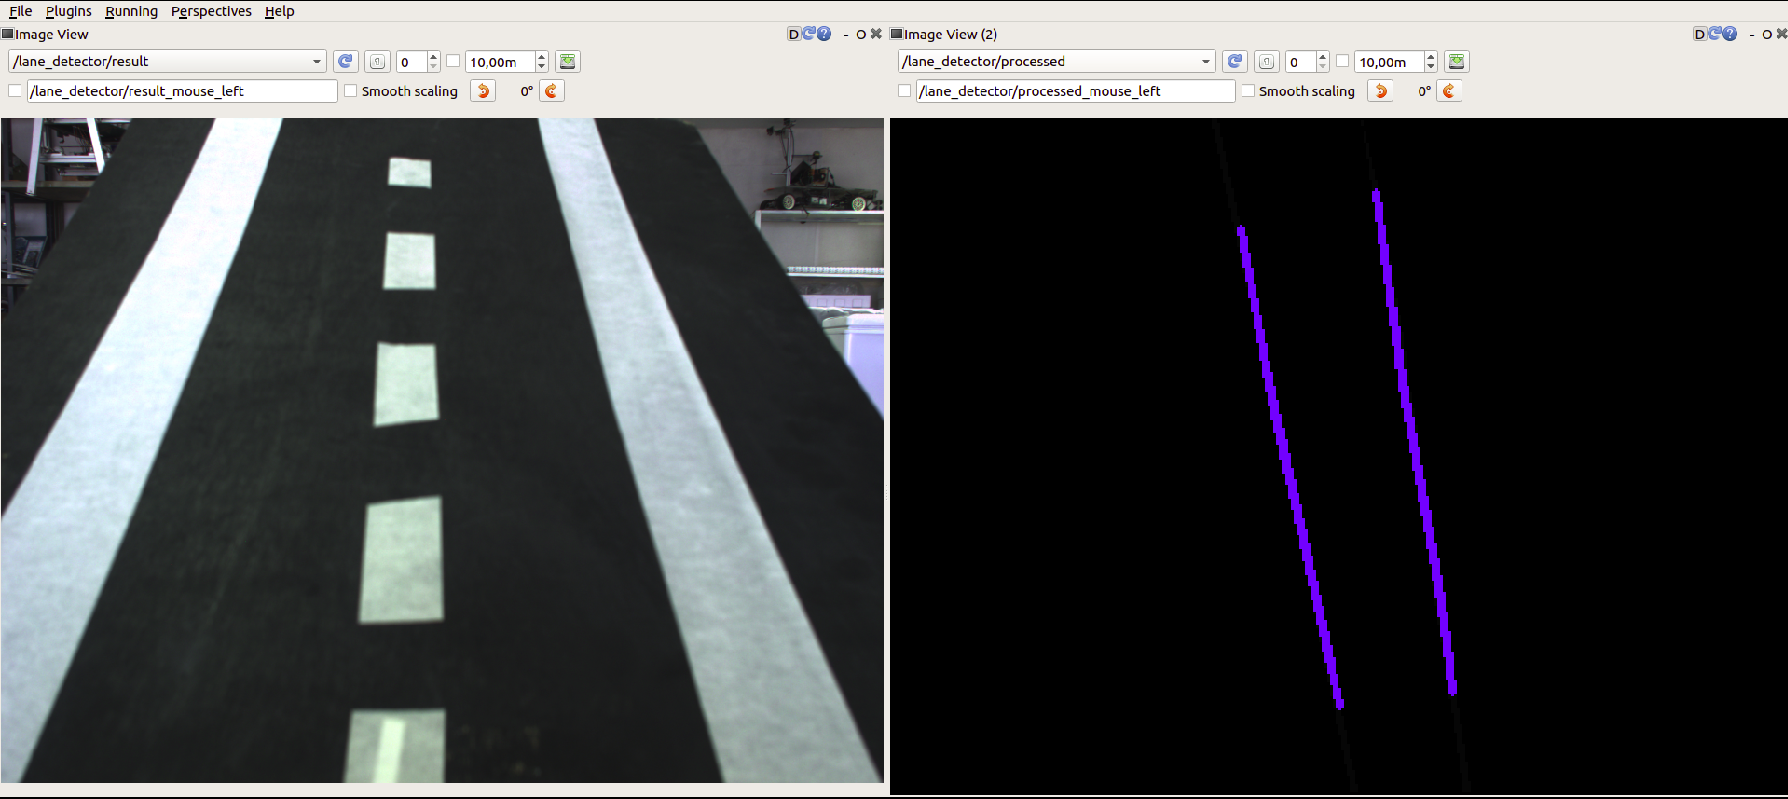 File Plugins Running Perspectives Help
Image View D ? - O
/lane_detector/result 0 10,00m
/lane_detector/result_mouse_left Smooth scaling 0°
Image View (2) D ? - O
/lane_detector/processed 0 10,00m
/lane_detector/processed_mouse_left Smooth scaling 0°